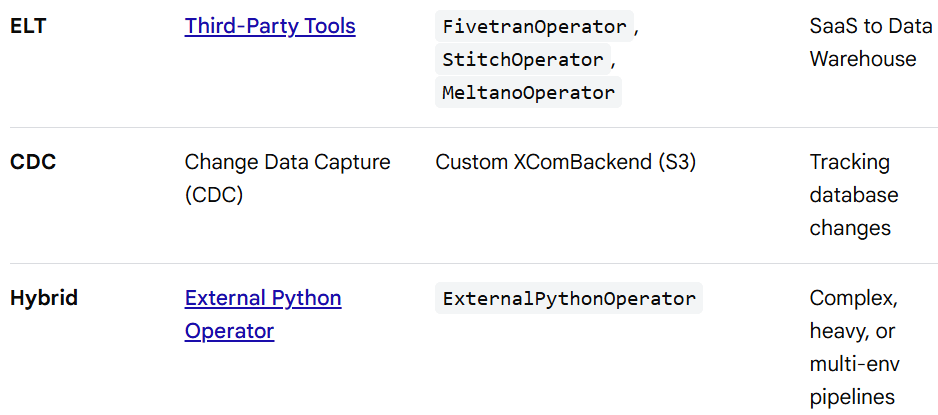 ELT Third-Party Tools FivetranOperator, SaaS to Data
StitchOperator, Warehouse
MeltanoOperator
CDC Change Data Capture Custom XComBackend (S3) Tracking
(CDC) database
changes
Hybrid External Python ExternalPythonOperator Complex,
Operator heavy, or
multi-env
pipelines